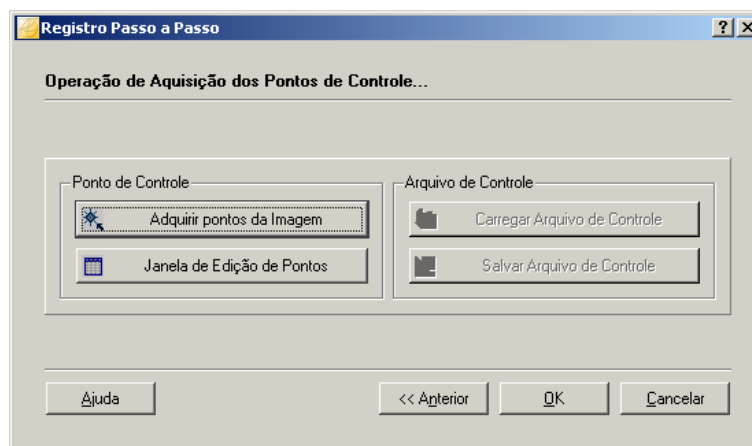 Registro Passo a Passo
Operação de Aquisição dos Pontos de Controle...
Ponto de Controle
Adquirir pontos da Imagem
Janela de Edição de Pontos
Arquivo de Controle
Carregar Arquivo de Controle
Salvar Arquivo de Controle
Ajuda
<< Anterior
OK
Cancelar